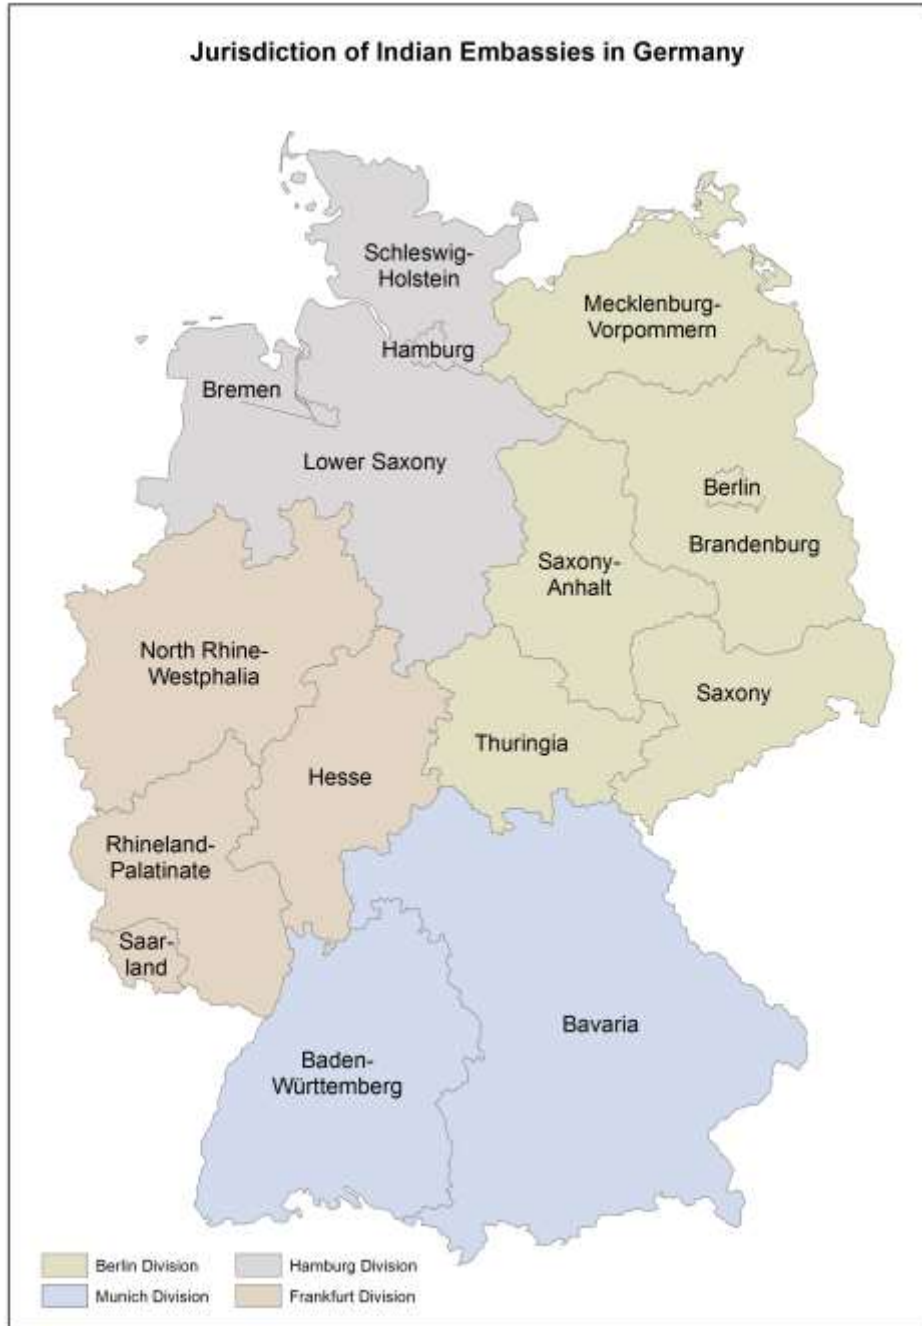 Jurisdiction of Indian Embassies in Germany
Schleswig-
Holstein
Mecklenburg-
Vorpommern
Hamburg
Bremen
Lower Saxony
Berlin
Brandenburg
Saxony-
Anhalt
North Rhine-
Westphalia
Saxony
Thuringia
Hesse
Rhineland-
Palatinate
Saar-
land
Bavaria
Baden-
Württemberg
Berlin Division
Hamburg Division
Munich Division
Frankfurt Division